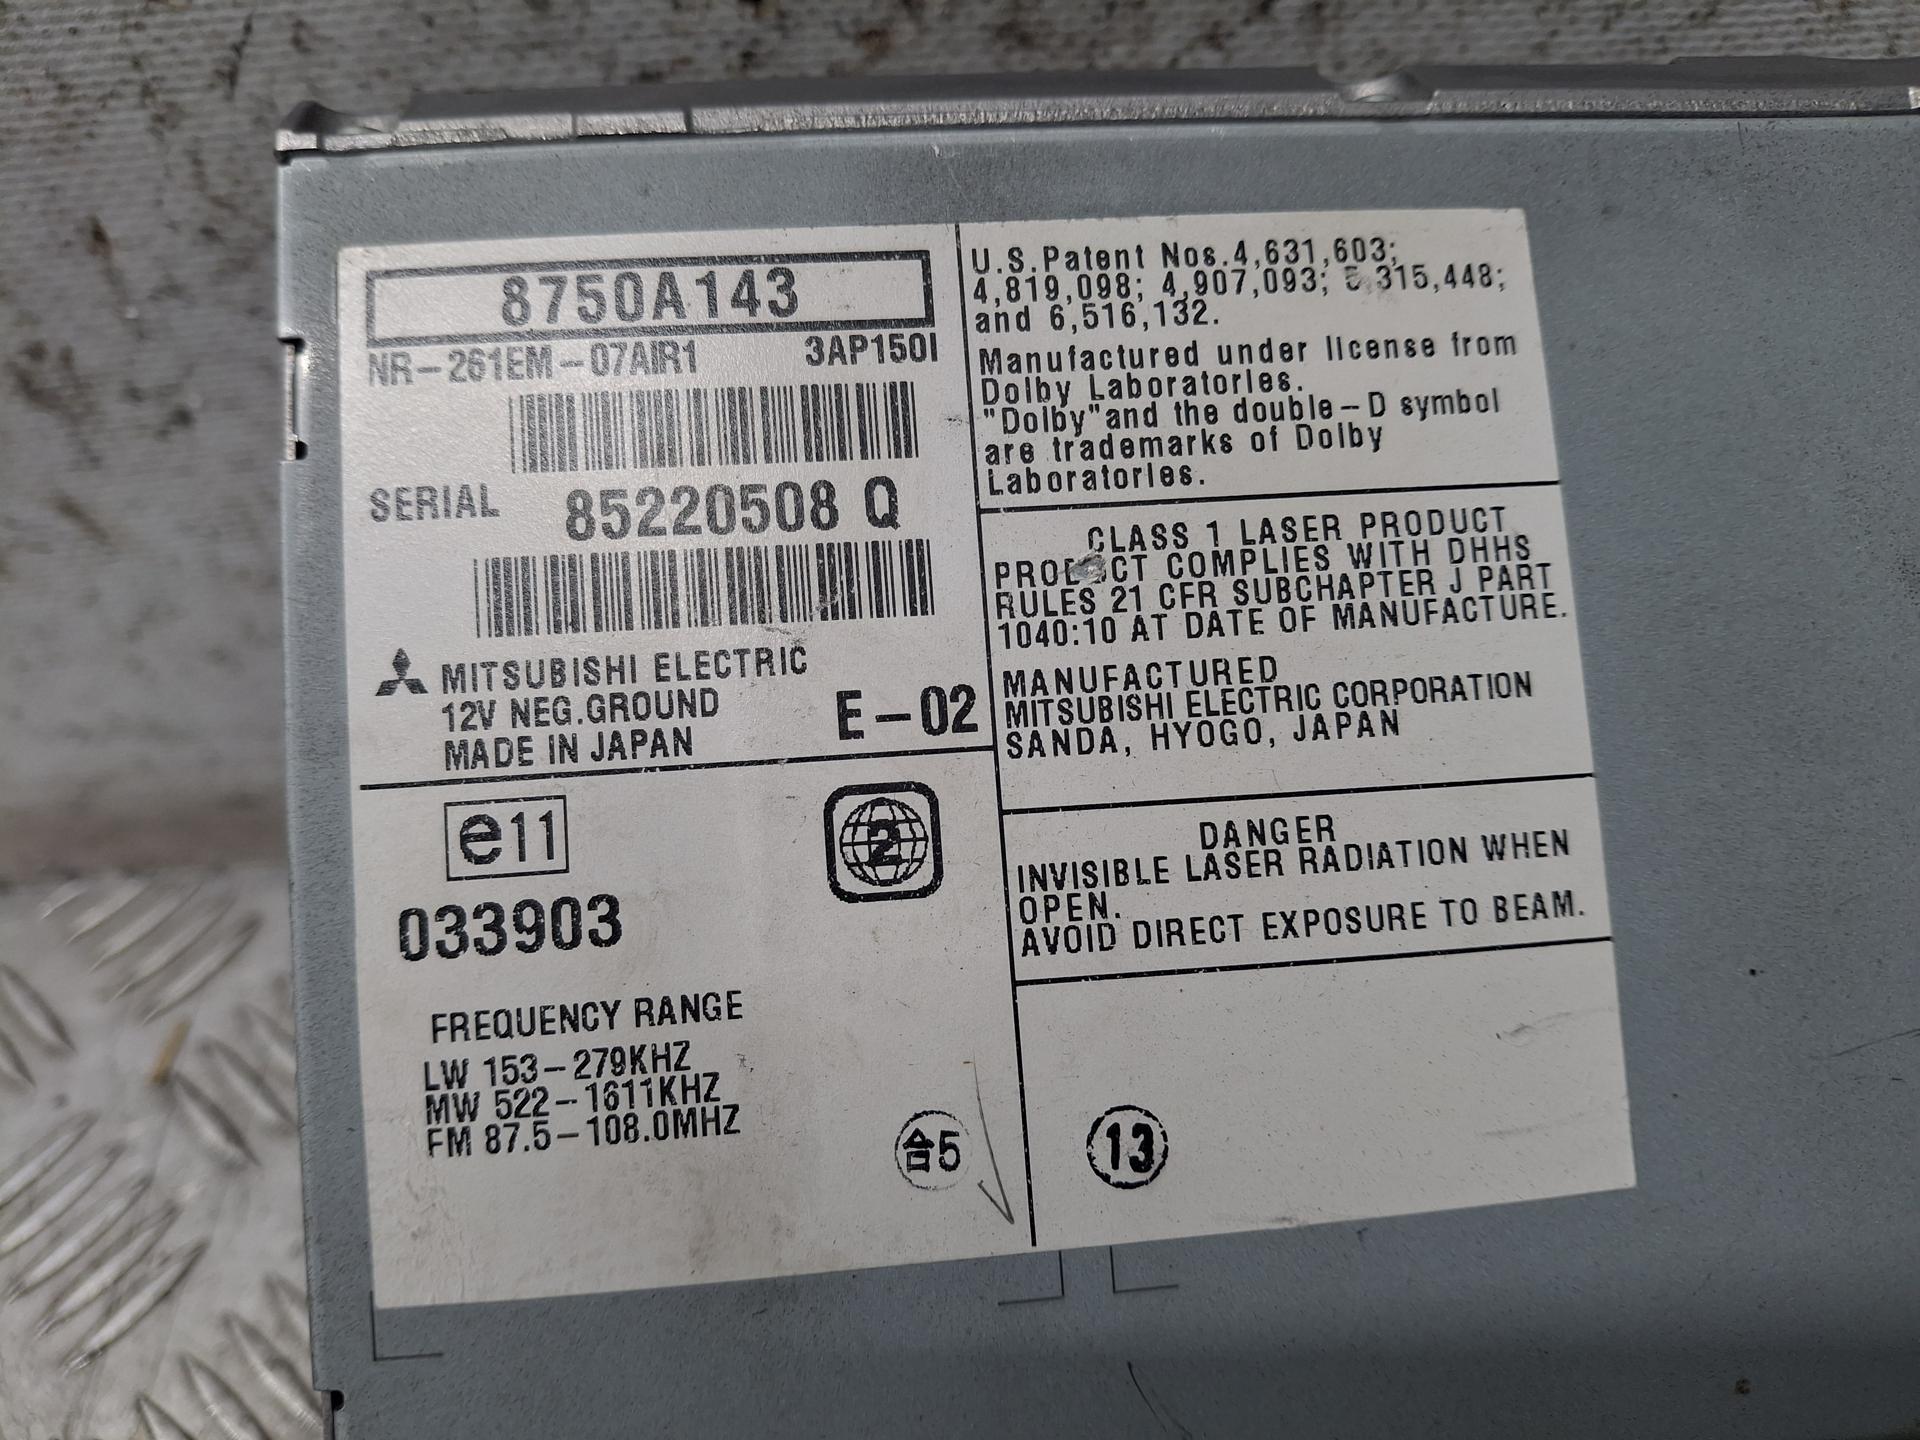 8750A143
NR-261EM-07AIR1 3AP150I
SERIAL 85220508 Q
MITSUBISHI ELECTRIC
12V NEG.GROUND
MADE IN JAPAN
E-02
e11
2
033903
FREQUENCY RANGE
LW 153-279KHZ
MW 522-1611KHZ
FM 87.5-108.0MHZ
合5
U.S.Patent Nos.4,631,603;
4,819,098; 4,907,093; 5,315,448;
and 6,516,132.
Manufactured under license from
Dolby Laboratories.
"Dolby"and the double-D symbol
are trademarks of Dolby
Laboratories.
CLASS 1 LASER PRODUCT
PRODUCT COMPLIES WITH DHHS
RULES 21 CFR SUBCHAPTER J PART
1040:10 AT DATE OF MANUFACTURE.
MANUFACTURED
MITSUBISHI ELECTRIC CORPORATION
SANDA, HYOGO, JAPAN
DANGER
INVISIBLE LASER RADIATION WHEN
OPEN.
AVOID DIRECT EXPOSURE TO BEAM.
13